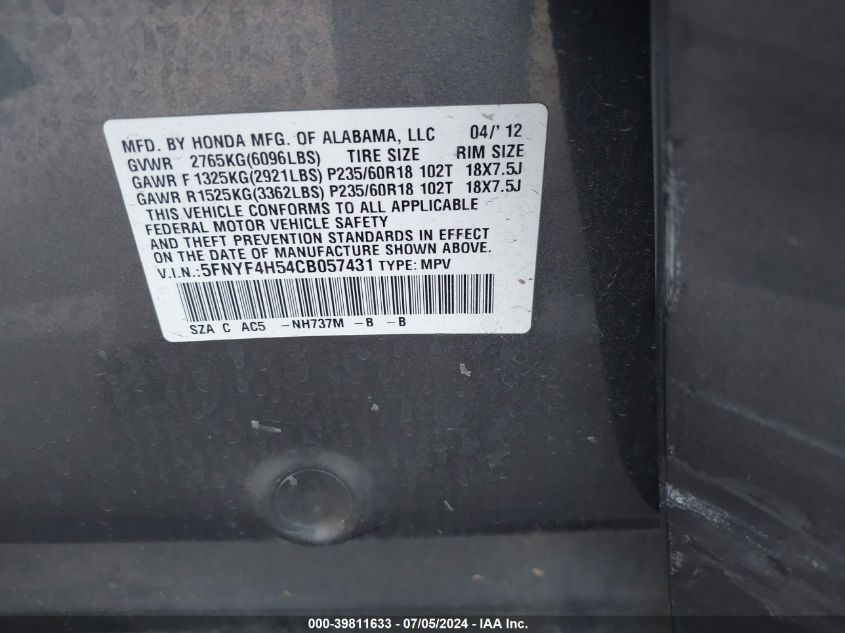 MFD. BY HONDA MFG. OF ALABAMA, LLC 04/' 12
GVWR 2765KG(6096LBS) TIRE SIZE RIM SIZE
GAWR F1325KG(2921LBS) P235/60R18 102T 18X7.5J
GAWR R1525KG(3362LBS) P235/60R18 102T 18X7.5J
THIS VEHICLE CONFORMS TO ALL APPLICABLE
FEDERAL MOTOR VEHICLE SAFETY
AND THEFT PREVENTION STANDARDS IN EFFECT
ON THE DATE OF MANUFACTURE SHOWN ABOVE.
V.I.N.:5FNYF4H54CB057431 TYPE: MPV
SZA C AC5 -NH737M -B -B
000-39811633 - 07/05/2024 - IAA Inc.